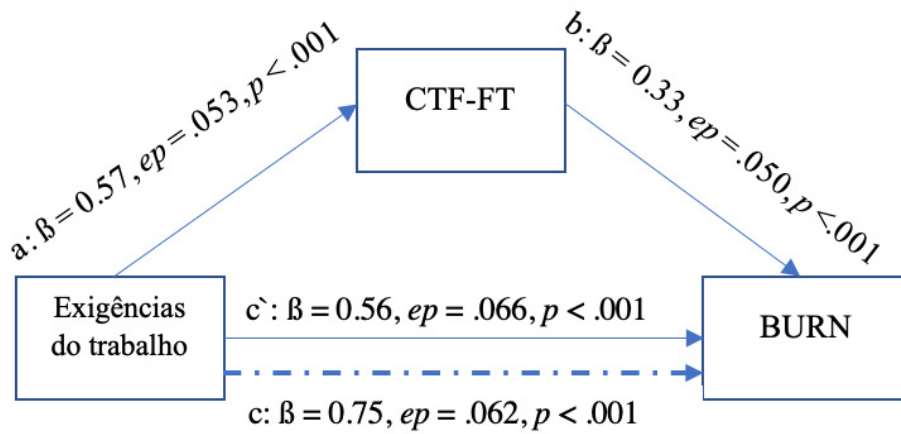 a: ß = 0.57, ep = .053, p < .001
CTF-FT
b: ß = 0.33, ep = .050, p <.001
Exigências
do trabalho
c`: ß = 0.56, ep = .066, p < .001
BURN
c: ß = 0.75, ep = .062, p < .001